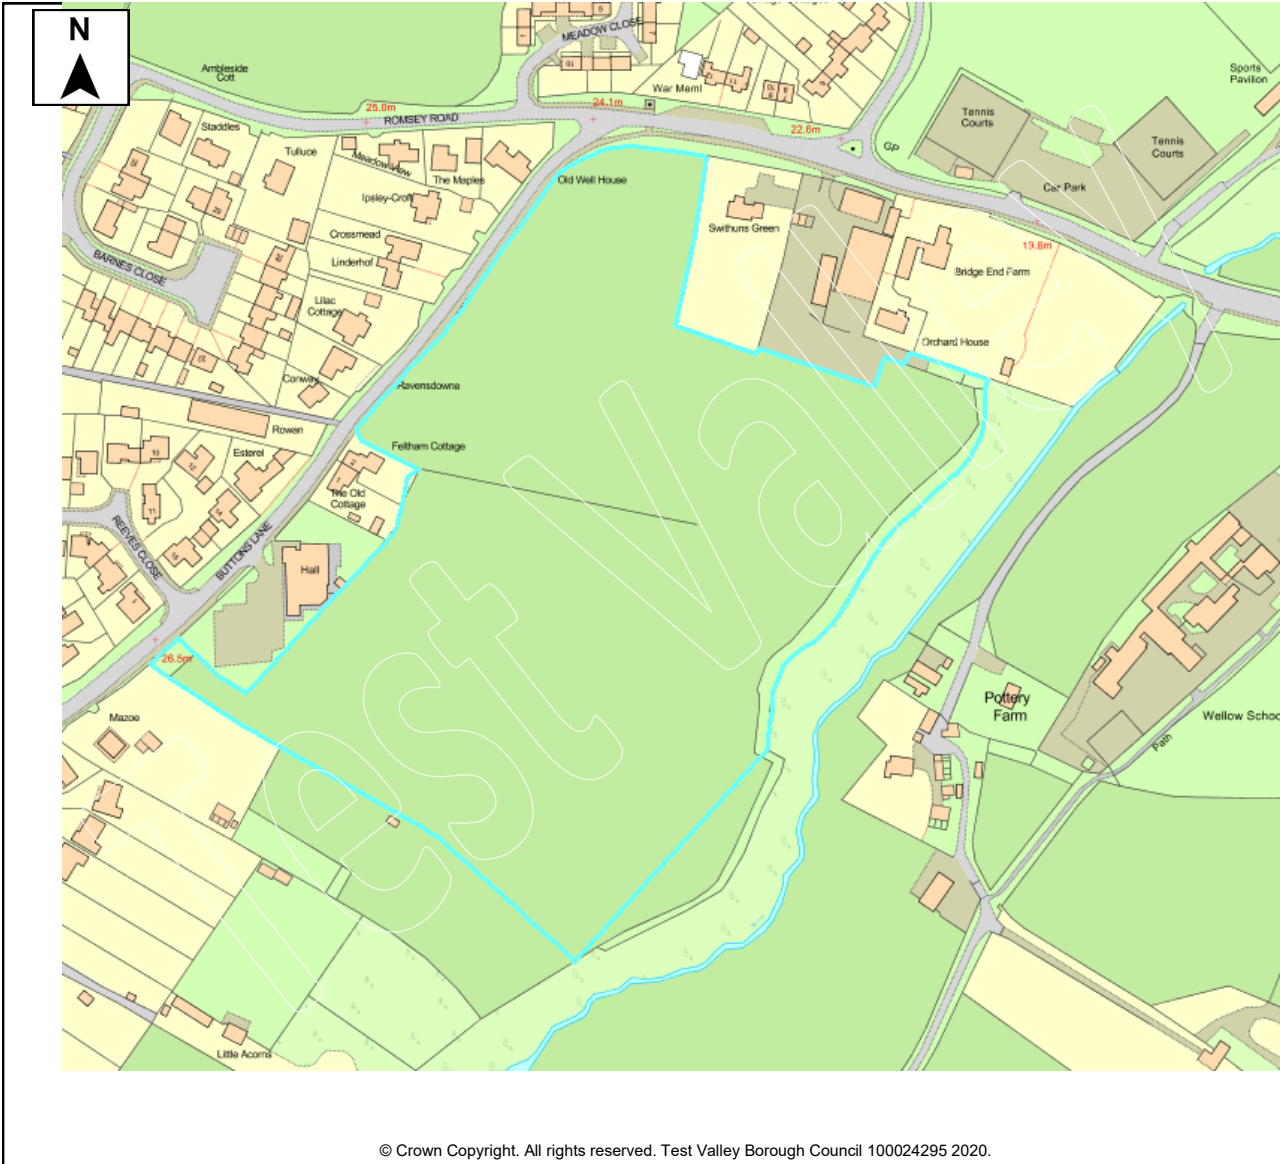 N
MEADOW CLOSE
Ambleside
Cott
War Meml
Sports
Pavilion
25.0m
24.1m
22.6m
ROMSEY ROAD
Staddles
Tulluce
Meadow View
The Maples
Old Well House
Gp
Tennis
Courts
Tennis
Courts
Car Park
Ipsley-Croft
Swithuns Green
19.8m
Crossmead
Linderhof
BARNES CLOSE
Bridge End Farm
Lilac
Cottage
Orchard House
Conway
Ravensdowne
Rowan
Feltham Cottage
Esterel
The Old
Cottage
REEVES CLOSE
BUTTONS LANE
Hall
26.5m
Mazoe
Pottery
Farm
Wellow Schoo
Path
Little Acorns
Test Valley
© Crown Copyright. All rights reserved. Test Valley Borough Council 100024295 2020.